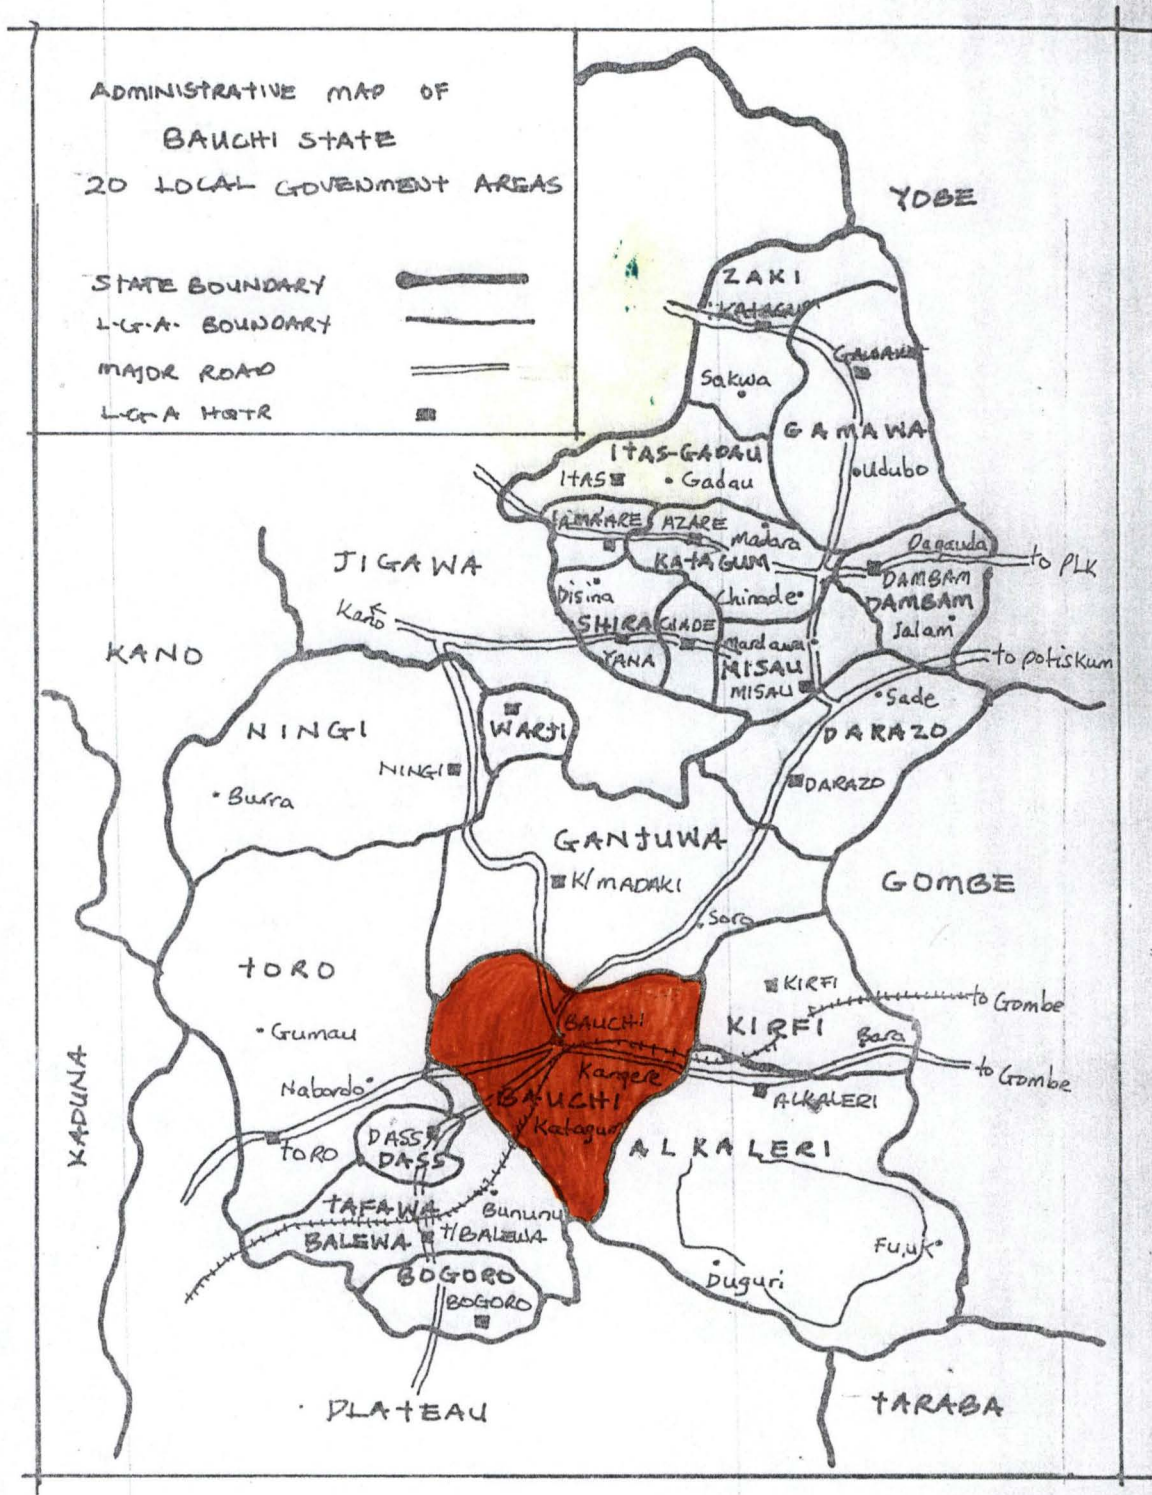 ADMINISTRATIVE MAP OF
BAUCHI STATE
20 LOCAL GOVENMENT AREAS
STATE BOUNDARY
L.G.A. BOUNDARY
MAJOR ROAD
L.G.A HQTR
YOBE
ZAKI
Sakwa
GAMAWA
ITAS-GADAU
ITAS
Gadau
Udubo
JAMA'ARE
AZARE
Madara
Dagauda
JIGAWA
KATAGUM
to PLK
DAMBAM
Disina
Chinade
DAMBAM
Kano
SHIRA
GIADE
Jalam
KANO
YANA
Mardawa
MISAU
to potiskum
MISAU
Sade
WARJI
NINGI
DARAZO
NINGI
DARAZO
Burra
GANJUWA
K/MADAKI
GOMBE
Soro
TORO
KIRFI
to Gombe
Gumau
BAUCHI
KIRFI
Bara
Kangere
to Gombe
KADUNA
Nabordo
BAUCHI
ALKALERI
Katagum
DASS
TORO
DASS
ALKALERI
TAFAWA
Bununu
BALEWA
T/BALEWA
BOGORO
Duguri
BOGORO
PLATEAU
TARABA